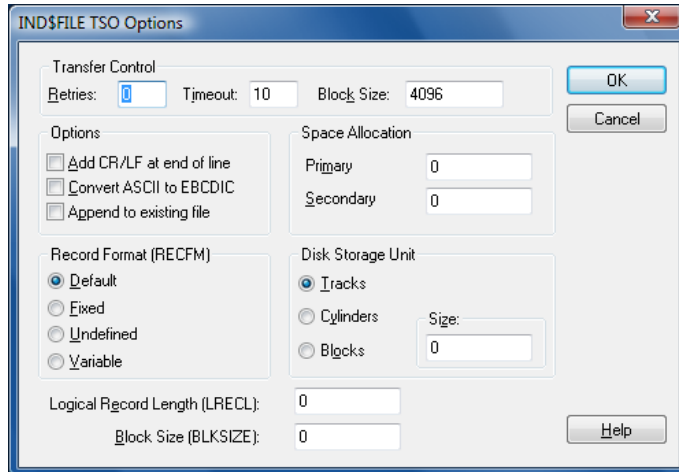 IND$FILE TSO Options
Transfer Control
Retries: 0 Timeout: 10 Block Size: 4096
OK
Cancel
Options
Add CR/LF at end of line
Convert ASCII to EBCDIC
Append to existing file
Space Allocation
Primary 0
Secondary 0
Record Format (RECFM)
Default
Fixed
Undefined
Variable
Disk Storage Unit
Tracks
Cylinders
Blocks
Size:
0
Logical Record Length (LRECL): 0
Block Size (BLKSIZE): 0
Help